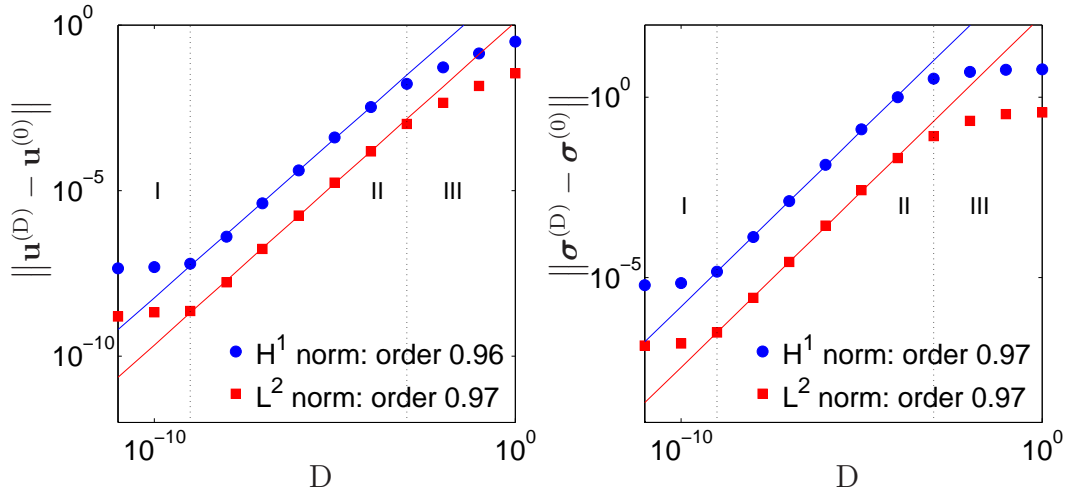 10^0
10^−5
10^−10
‖u^(D) − u^(0)‖
I
II
III
H^1 norm: order 0.96
L^2 norm: order 0.97
10^−10
10^0
D
10^0
10^−5
‖σ^(D) − σ^(0)‖
I
II
III
H^1 norm: order 0.97
L^2 norm: order 0.97
10^−10
10^0
D